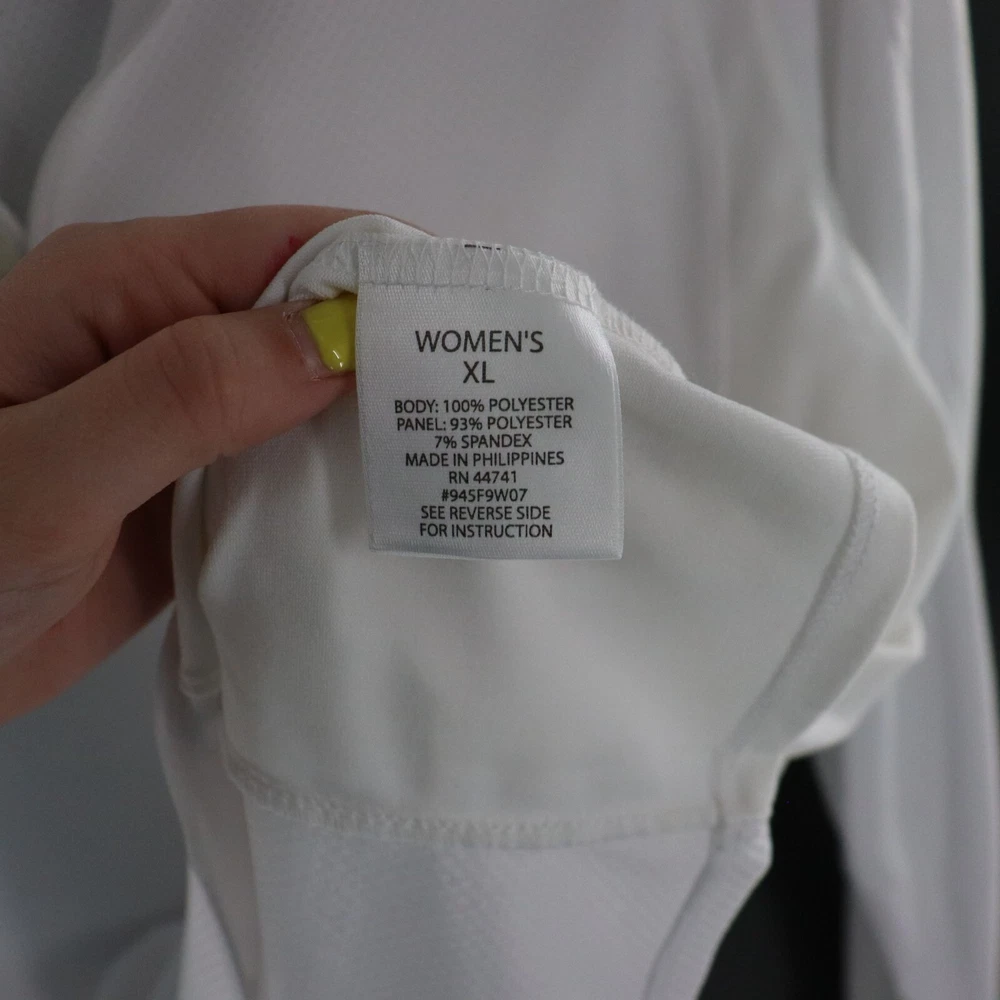 WOMEN'S
XL
BODY: 100% POLYESTER
PANEL: 93% POLYESTER
7% SPANDEX
MADE IN PHILIPPINES
RN 44741
#945F9W07
SEE REVERSE SIDE
FOR INSTRUCTION